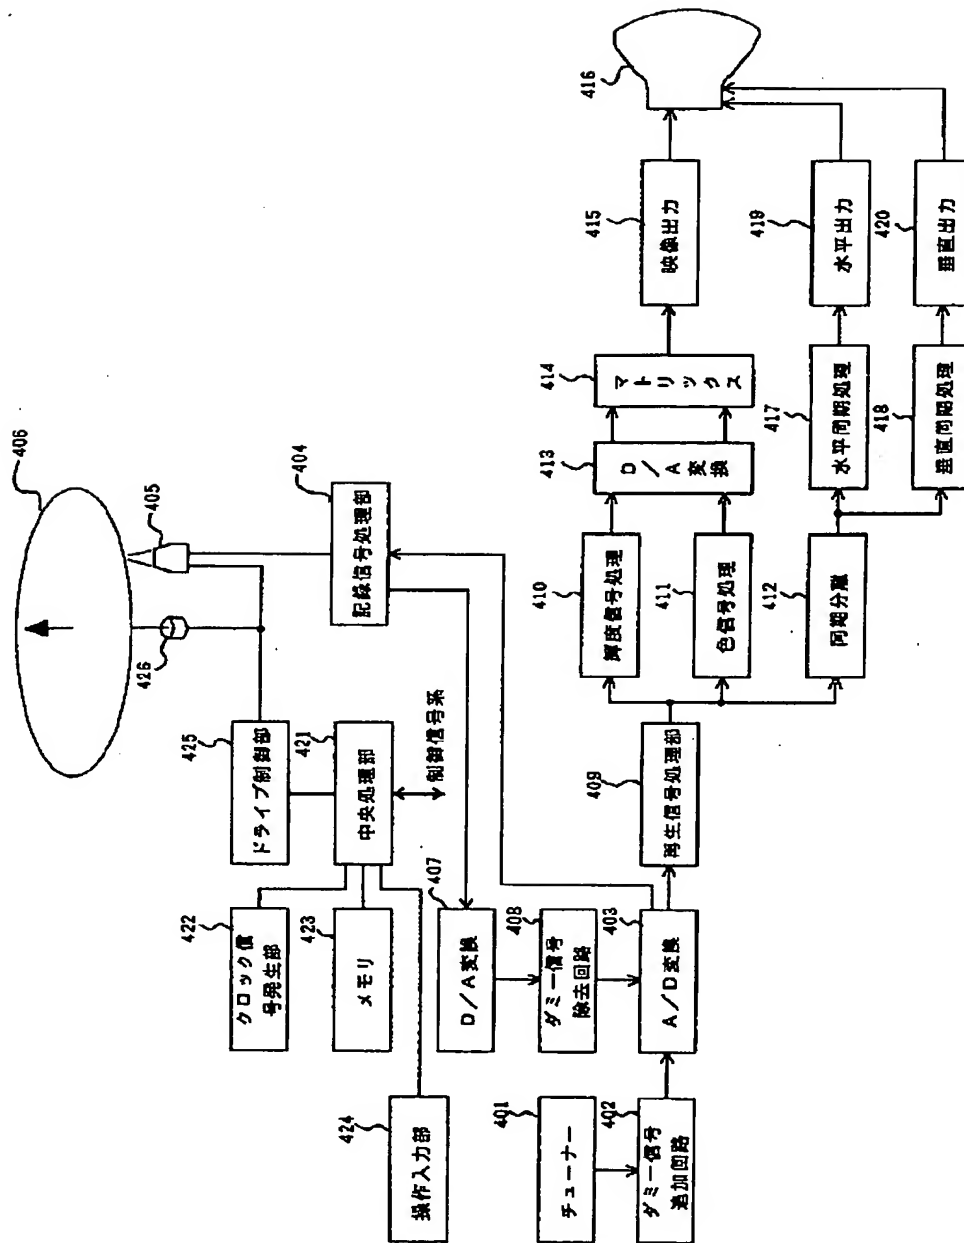 406
405
426
404
記録信号処理部
425
ドライブ制御部
421
中央処理部
制御信号系
422
クロック信
号発生部
423
メモリ
424
操作入力部
407
D/A変換
408
ダミー信号
除去回路
403
A/D変換
401
チューナー
402
ダミー信号
追加回路
409
再生信号処理部
410
輝度信号処理
411
色信号処理
412
同期分離
413
D/A
変換
414
マトリックス
415
映像出力
416
417
水平同期処理
418
垂直同期処理
419
水平出力
420
垂直出力